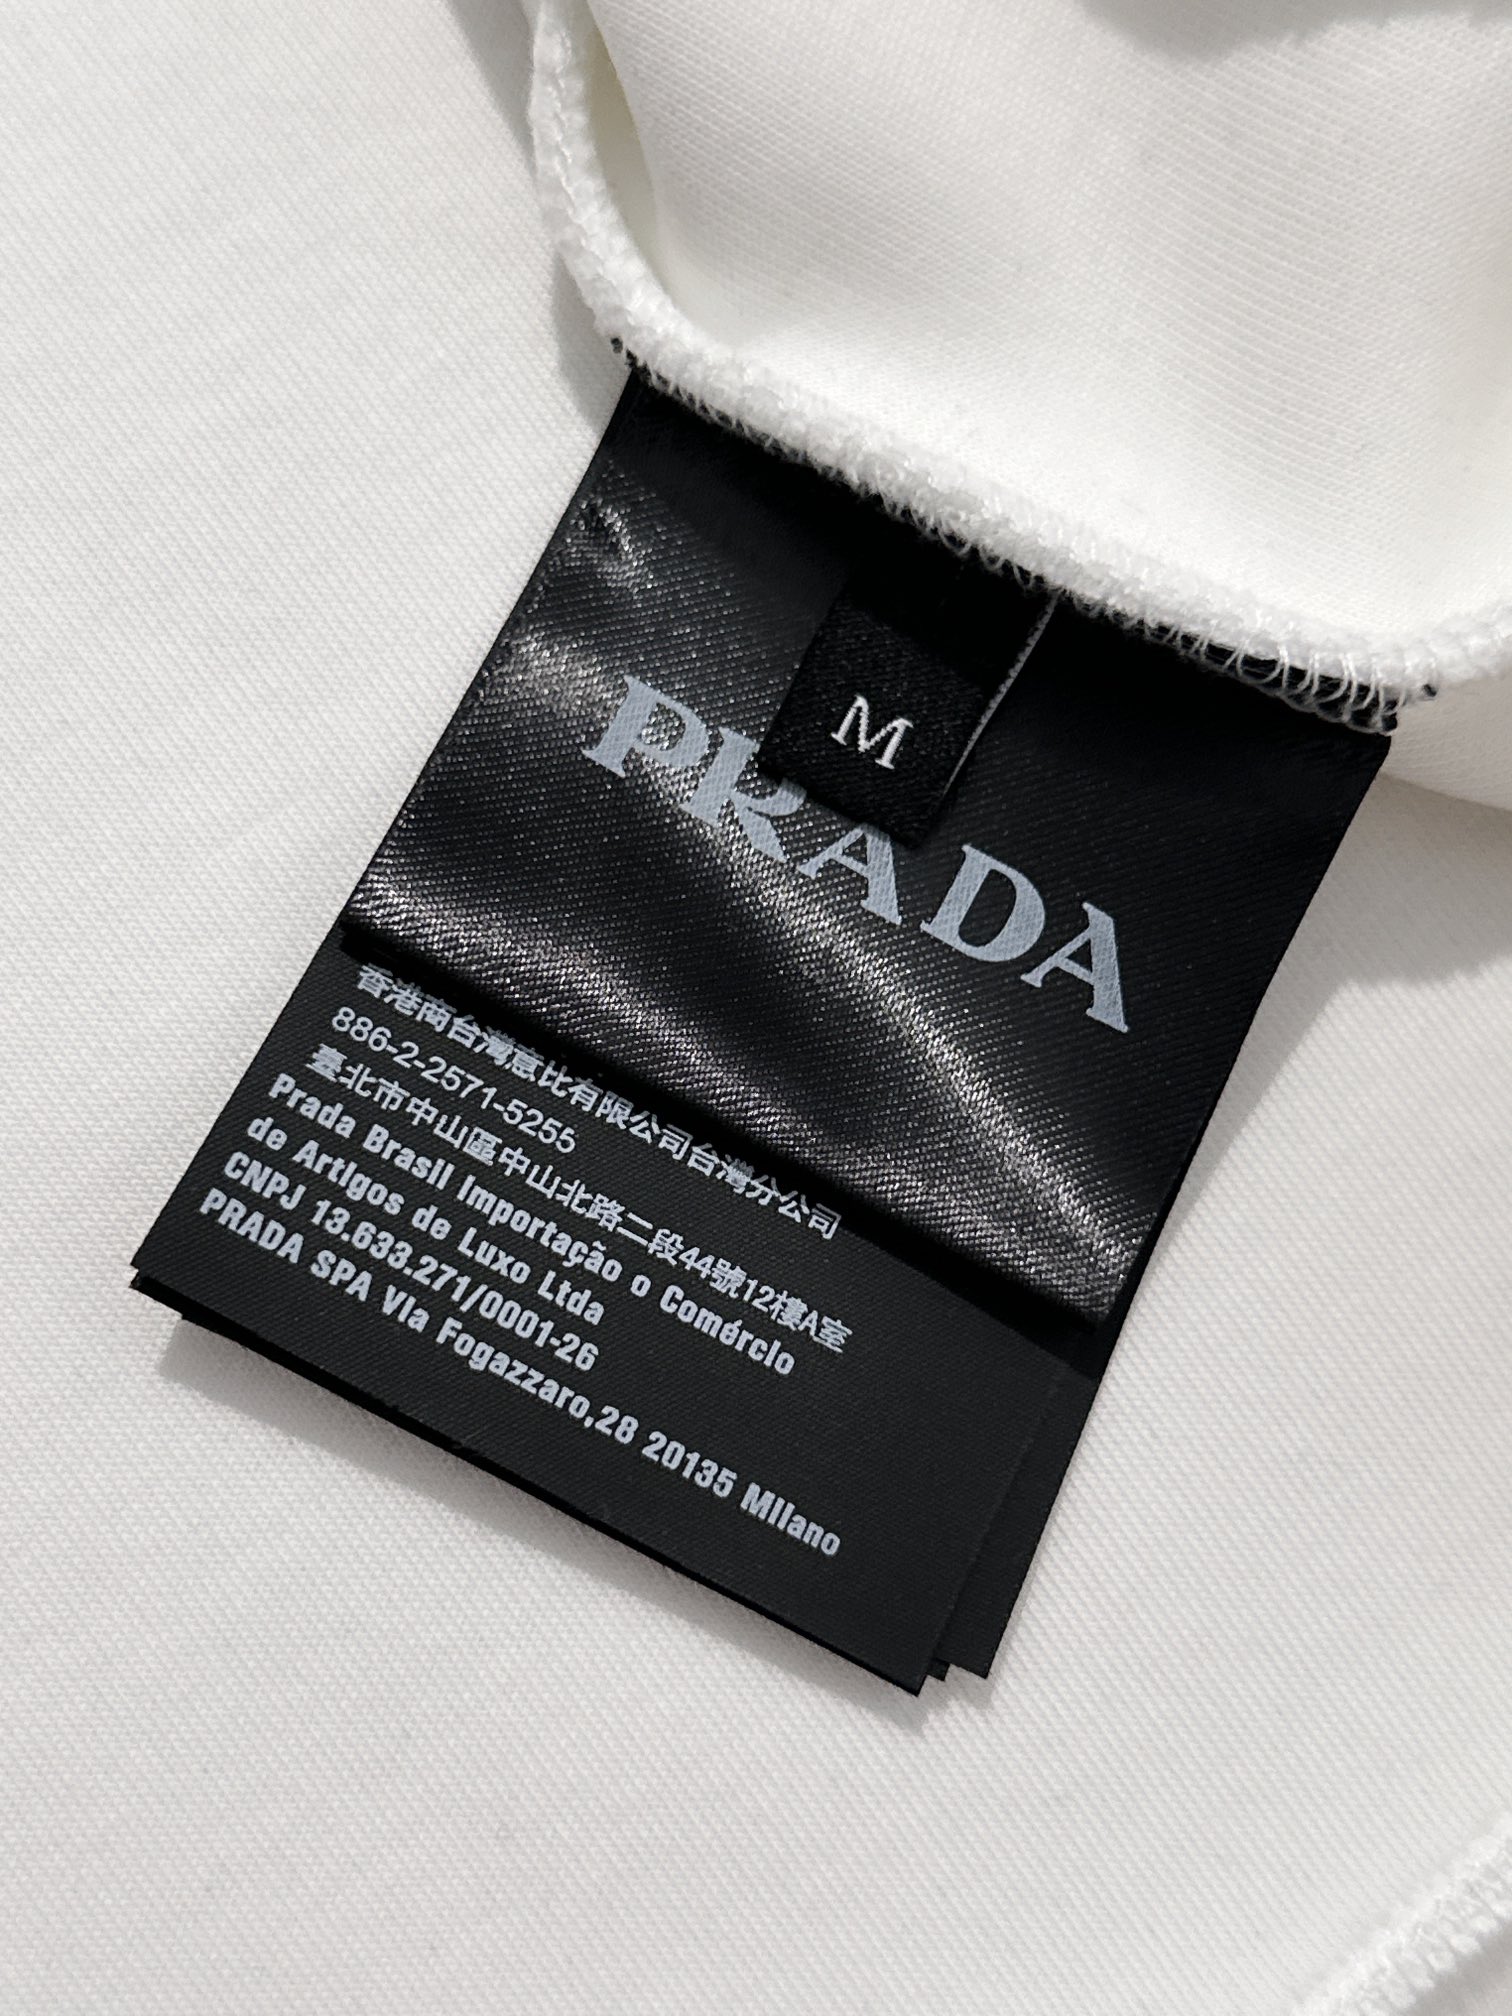 M
PRADA
香港商台灣意比有限公司台灣分公司
886-2-2571-5255
臺北市中山區中山北路二段44號12樓A室
Prada Brasil Importação o Comércio
de Artigos de Luxo Ltda
CNPJ 13.633.271/0001-26
PRADA SPA Via Fogazzaro,28 20135 Milano